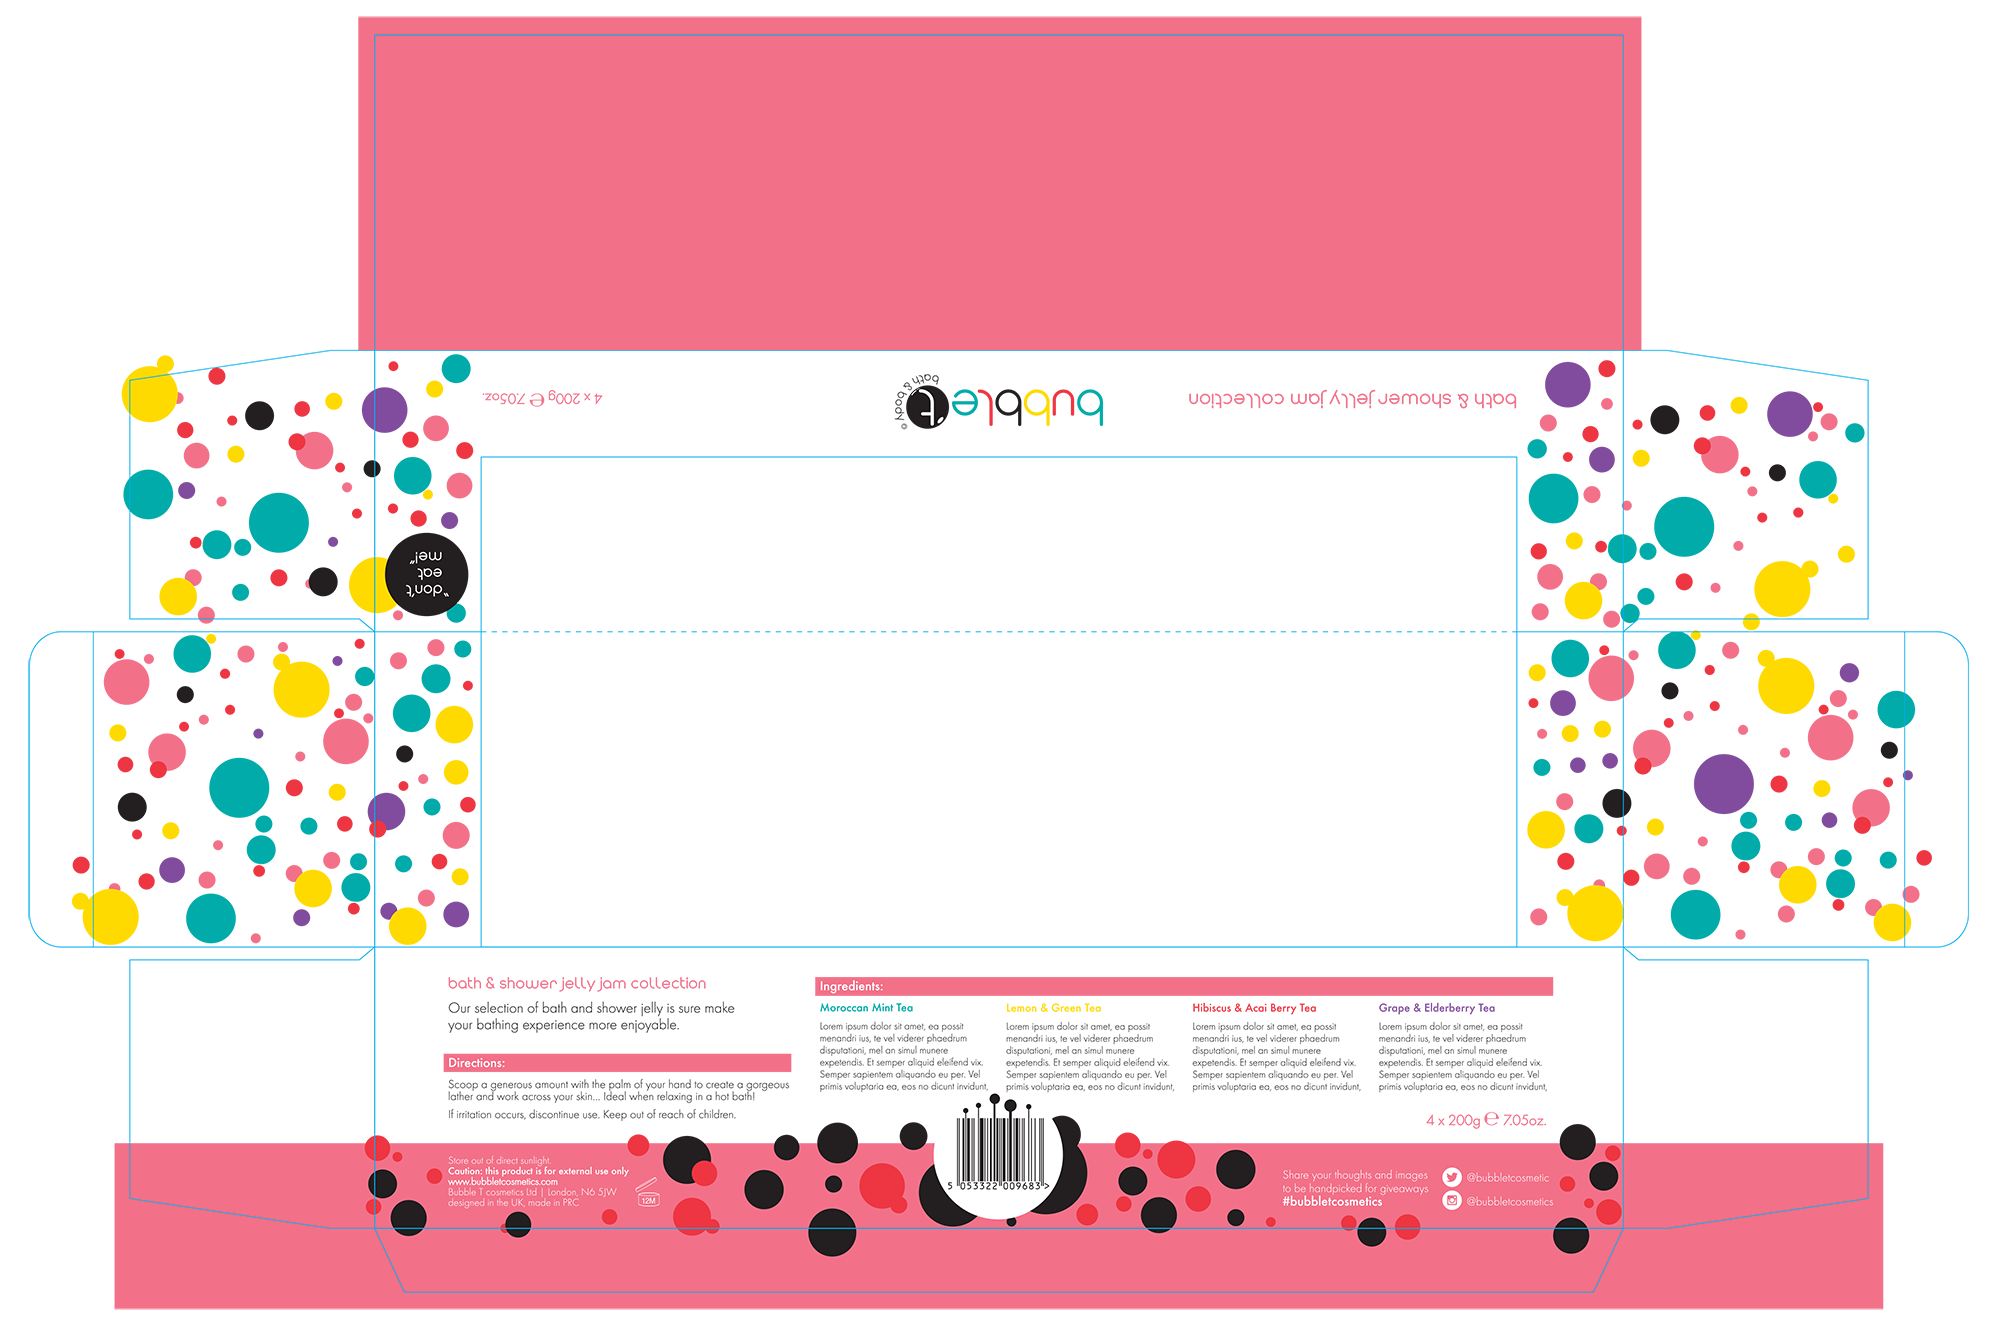 bath & shower jelly jam collection
bubble t
bath & body ©
4 x 200g ℮ 7.05oz.
"don't
eat
me!"
bath & shower jelly jam collection
Our selection of bath and shower jelly is sure make
your bathing experience more enjoyable.
Directions:
Scoop a generous amount with the palm of your hand to create a gorgeous
lather and work across your skin... Ideal when relaxing in a hot bath!
If irritation occurs, discontinue use. Keep out of reach of children.
Ingredients:
Moroccan Mint Tea
Lorem ipsum dolor sit amet, ea possit
menandri ius, te vel viderer phaedrum
disputationi, mel an simul munere
expetendis. Et semper aliquid eleifend vix.
Semper sapientem aliquando eu per. Vel
primis voluptaria ea, eos no dicunt invidunt,
Lemon & Green Tea
Lorem ipsum dolor sit amet, ea possit
menandri ius, te vel viderer phaedrum
disputationi, mel an simul munere
expetendis. Et semper aliquid eleifend vix.
Semper sapientem aliquando eu per. Vel
primis voluptaria ea, eos no dicunt invidunt,
Hibiscus & Acai Berry Tea
Lorem ipsum dolor sit amet, ea possit
menandri ius, te vel viderer phaedrum
disputationi, mel an simul munere
expetendis. Et semper aliquid eleifend vix.
Semper sapientem aliquando eu per. Vel
primis voluptaria ea, eos no dicunt invidunt,
Grape & Elderberry Tea
Lorem ipsum dolor sit amet, ea possit
menandri ius, te vel viderer phaedrum
disputationi, mel an simul munere
expetendis. Et semper aliquid eleifend vix.
Semper sapientem aliquando eu per. Vel
primis voluptaria ea, eos no dicunt invidunt,
4 x 200g ℮ 7.05oz.
Store out of direct sunlight.
Caution: this product is for external use only
www.bubbletcosmetics.com
Bubble T cosmetics Ltd | London, N6 5JW
designed in the UK, made in PRC
12M
5 053322 009683 >
Share your thoughts and images
to be handpicked for giveaways
#bubbletcosmetics
@bubbletcosmetic
@bubbletcosmetics